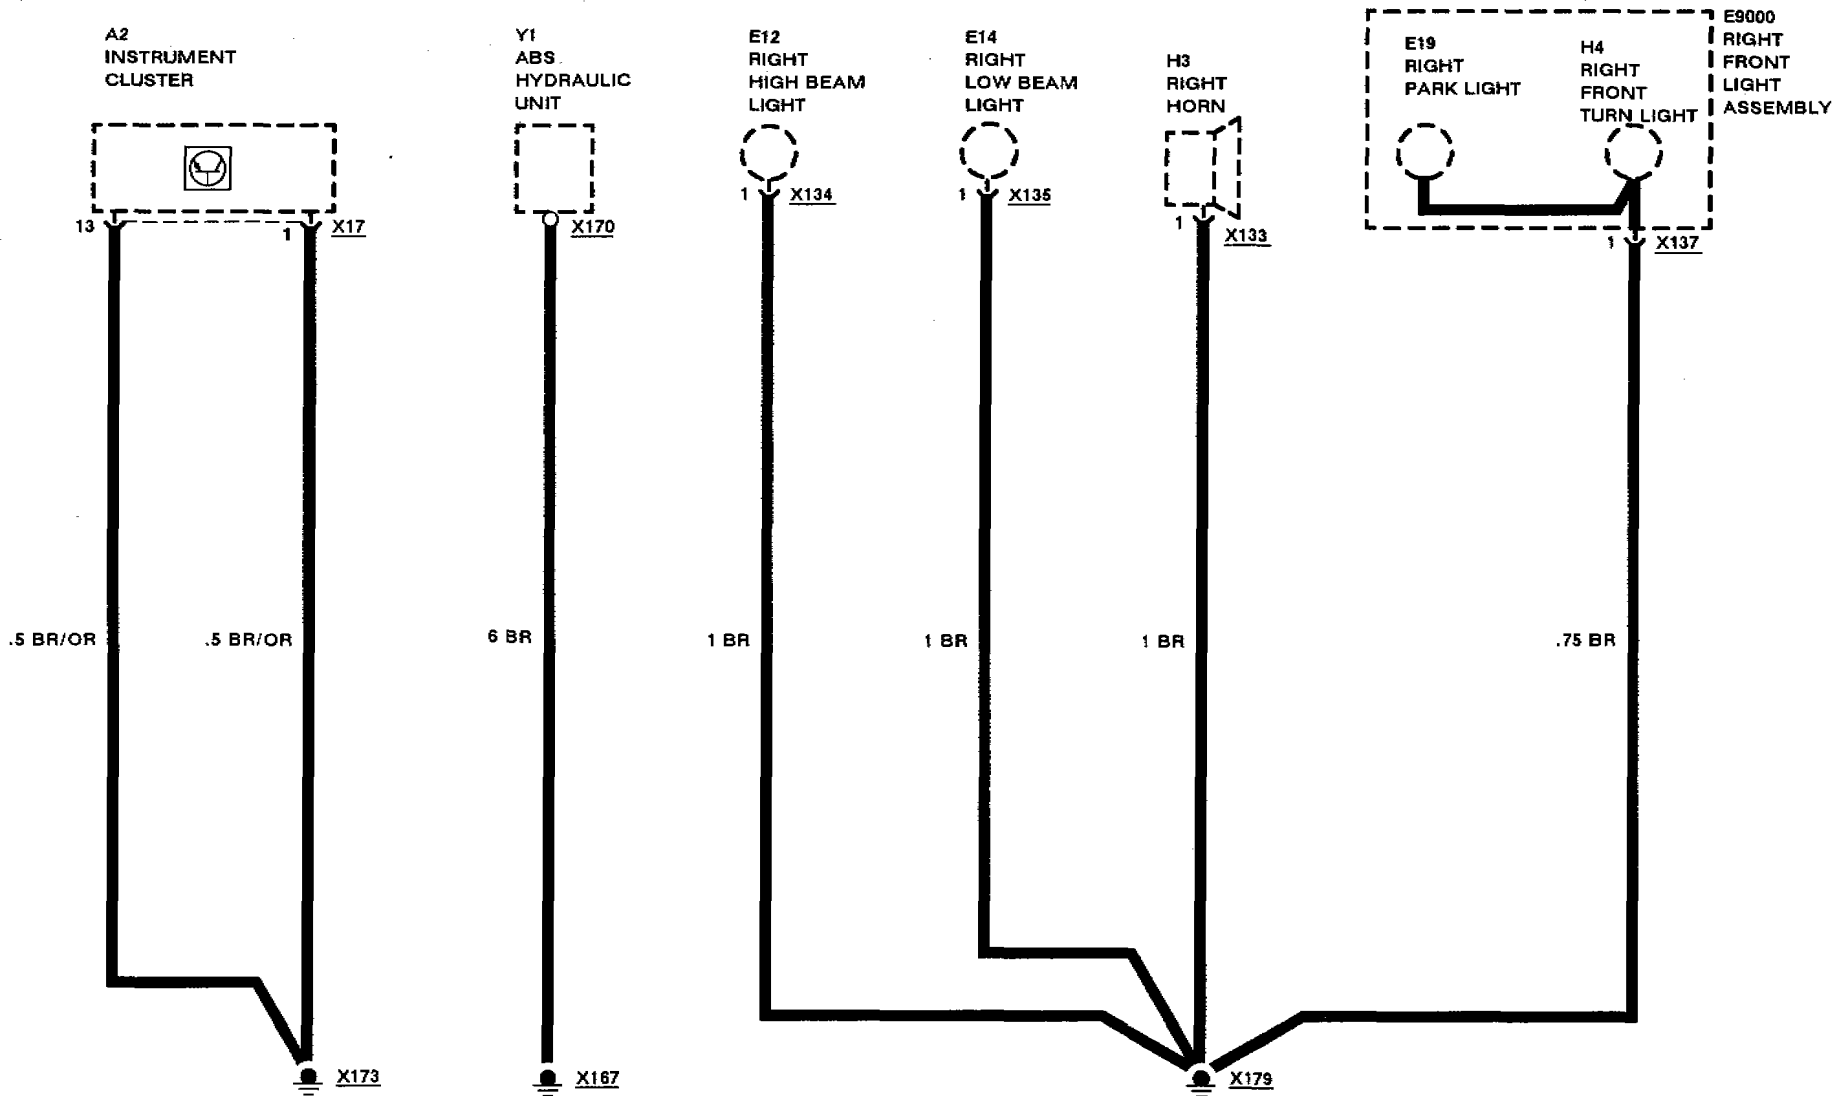 A2
INSTRUMENT
CLUSTER
Y1
ABS
HYDRAULIC
UNIT
E12
RIGHT
HIGH BEAM
LIGHT
E14
RIGHT
LOW BEAM
LIGHT
H3
RIGHT
HORN
E19
RIGHT
PARK LIGHT
H4
RIGHT
FRONT
TURN LIGHT
E9000
RIGHT
FRONT
LIGHT
ASSEMBLY
13
1
X17
X170
1
X134
1
X135
1
X133
1
X137
.5 BR/OR
.5 BR/OR
6 BR
1 BR
1 BR
1 BR
.75 BR
X173
X167
X179